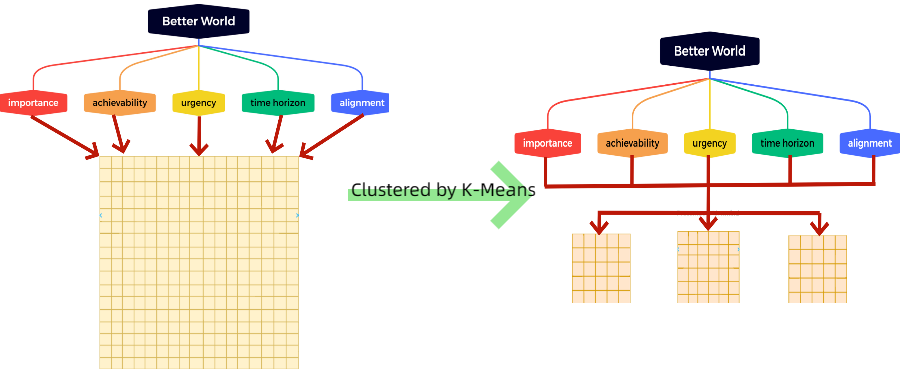 Better World
importance
achievability
urgency
time horizon
alignment
Clustered by K-Means
Better World
importance
achievability
urgency
time horizon
alignment